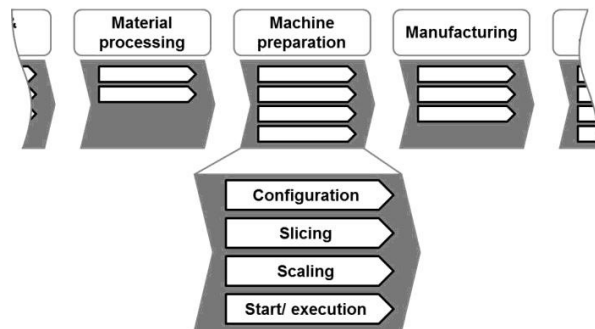 &
Material
processing
Machine
preparation
Manufacturing
Configuration
Slicing
Scaling
Start/ execution